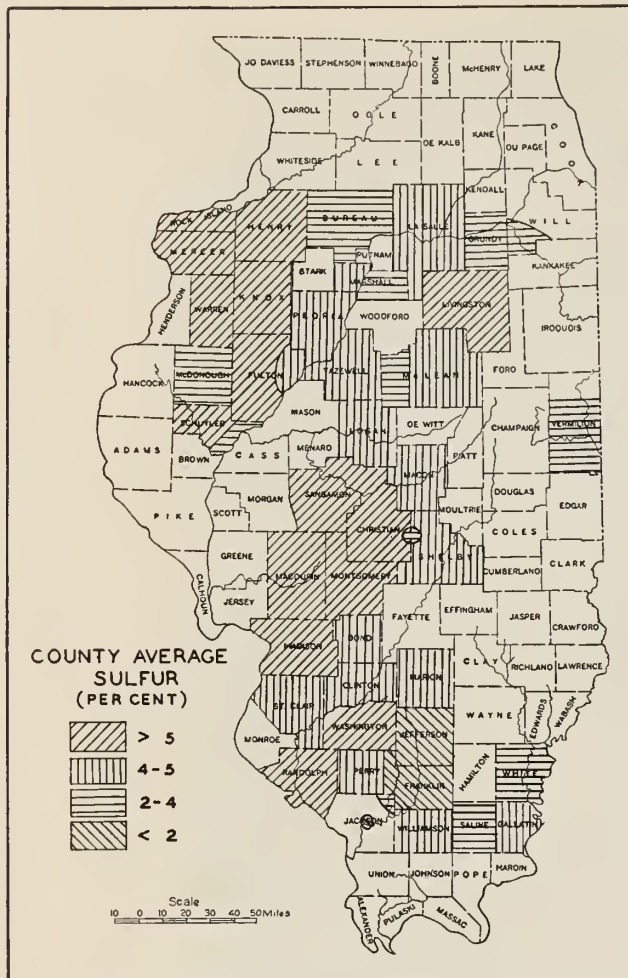 JO DAVIESS STEPHENSON WINNEBAGO BOONE McHENRY LAKE
CARROLL OGLE
DE KALB KANE COOK
DU PAGE
WHITESIDE LEE
KENDALL
ROCK ISLAND HENRY BUREAU LA SALLE WILL
GRUNDY
MERCER PUTNAM
STARK KANKAKEE
MARSHALL
HENDERSON WARREN KNOX PEORIA WOODFORD LIVINGSTON
IROQUOIS
FULTON TAZEWELL McLEAN FORD
HANCOCK McDONOUGH
MASON
SCHUYLER LOGAN DE WITT CHAMPAIGN VERMILION
ADAMS CASS MENARD
BROWN PIATT
SANGAMON MACON
MORGAN DOUGLAS
PIKE SCOTT CHRISTIAN MOULTRIE EDGAR
COLES
GREENE SHELBY
MACOUPIN MONTGOMERY CUMBERLAND CLARK
CALHOUN JERSEY
FAYETTE EFFINGHAM JASPER CRAWFORD
BOND
MADISON
CLAY RICHLAND LAWRENCE
CLINTON MARION
ST. CLAIR
WAYNE EDWARDS WABASH
MONROE WASHINGTON JEFFERSON
RANDOLPH PERRY HAMILTON WHITE
FRANKLIN
JACKSON WILLIAMSON SALINE GALLATIN
UNION JOHNSON POPE HARDIN
ALEXANDER PULASKI MASSAC
COUNTY AVERAGE
SULFUR
(PER CENT)
> 5
4-5
2-4
< 2
Scale
10 0 10 20 30 40 50 Miles